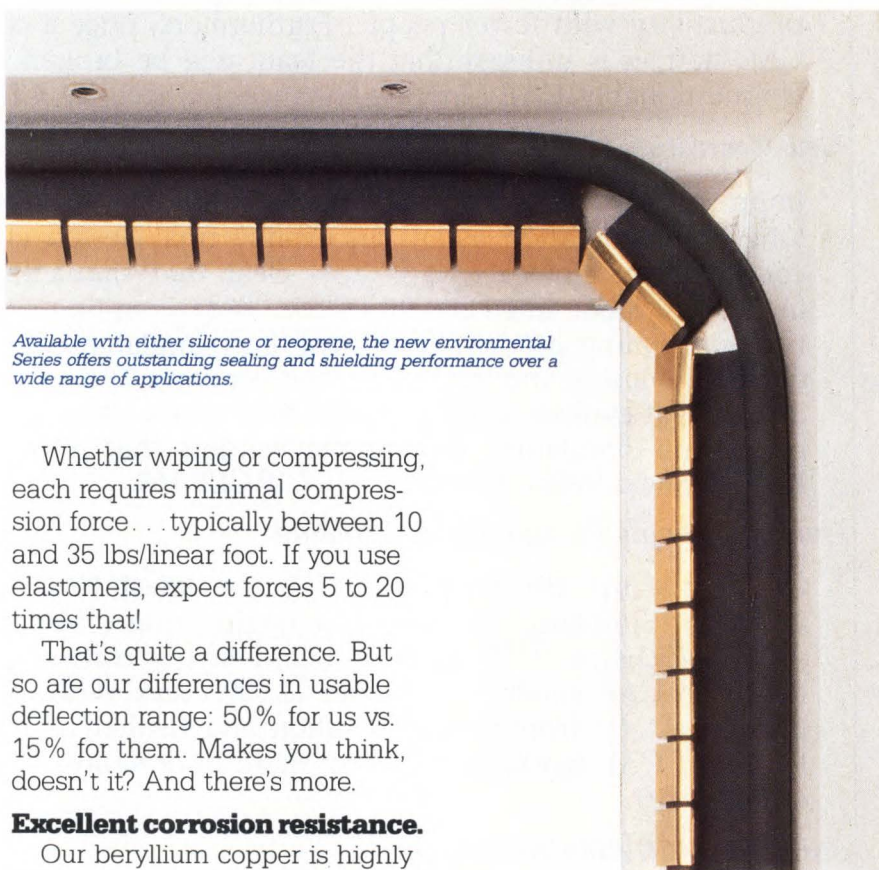 Available with either silicone or neoprene, the new environmental
Series offers outstanding sealing and shielding performance over a
wide range of applications.
Whether wiping or compressing,
each requires minimal compres-
sion force. . .typically between 10
and 35 lbs/linear foot. If you use
elastomers, expect forces 5 to 20
times that!
That's quite a difference. But
so are our differences in usable
deflection range: 50% for us vs.
15% for them. Makes you think,
doesn't it? And there's more.
Excellent corrosion resistance.
Our beryllium copper is highly